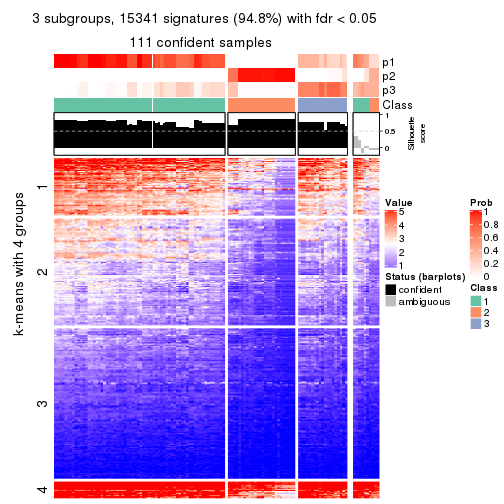 3 subgroups, 15341 signatures (94.8%) with fdr < 0.05
111 confident samples
p1
p2
p3
Class
1
0.5
0
Silhouette
score
k-means with 4 groups
1
2
3
4
Value
5
4
3
2
1
Status (barplots)
confident
ambiguous
Prob
1
0.8
0.6
0.4
0.2
0
Class
1
2
3